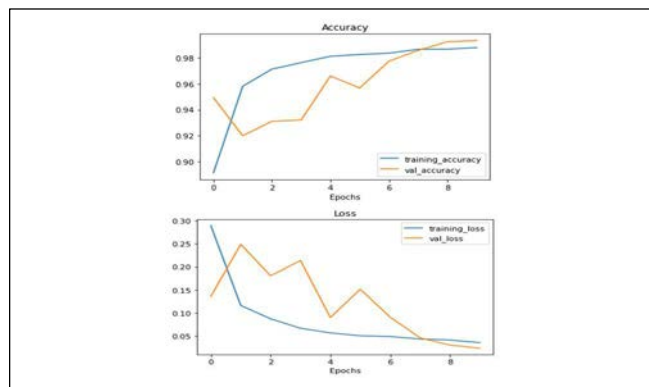 Accuracy
0.98
0.96
0.94
0.92
0.90
training_accuracy
val_accuracy
0 2 4 6 8
Epochs
Loss
0.30
training_loss
val_loss
0.25
0.20
0.15
0.10
0.05
0 2 4 6 8
Epochs